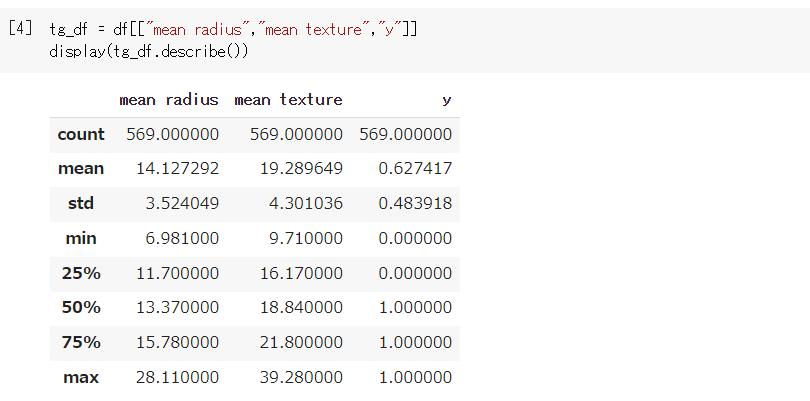 [4] tg_df = df[["mean radius","mean texture","y"]]
display(tg_df.describe())
mean radius mean texture y
count 569.000000 569.000000 569.000000
mean 14.127292 19.289649 0.627417
std 3.524049 4.301036 0.483918
min 6.981000 9.710000 0.000000
25% 11.700000 16.170000 0.000000
50% 13.370000 18.840000 1.000000
75% 15.780000 21.800000 1.000000
max 28.110000 39.280000 1.000000